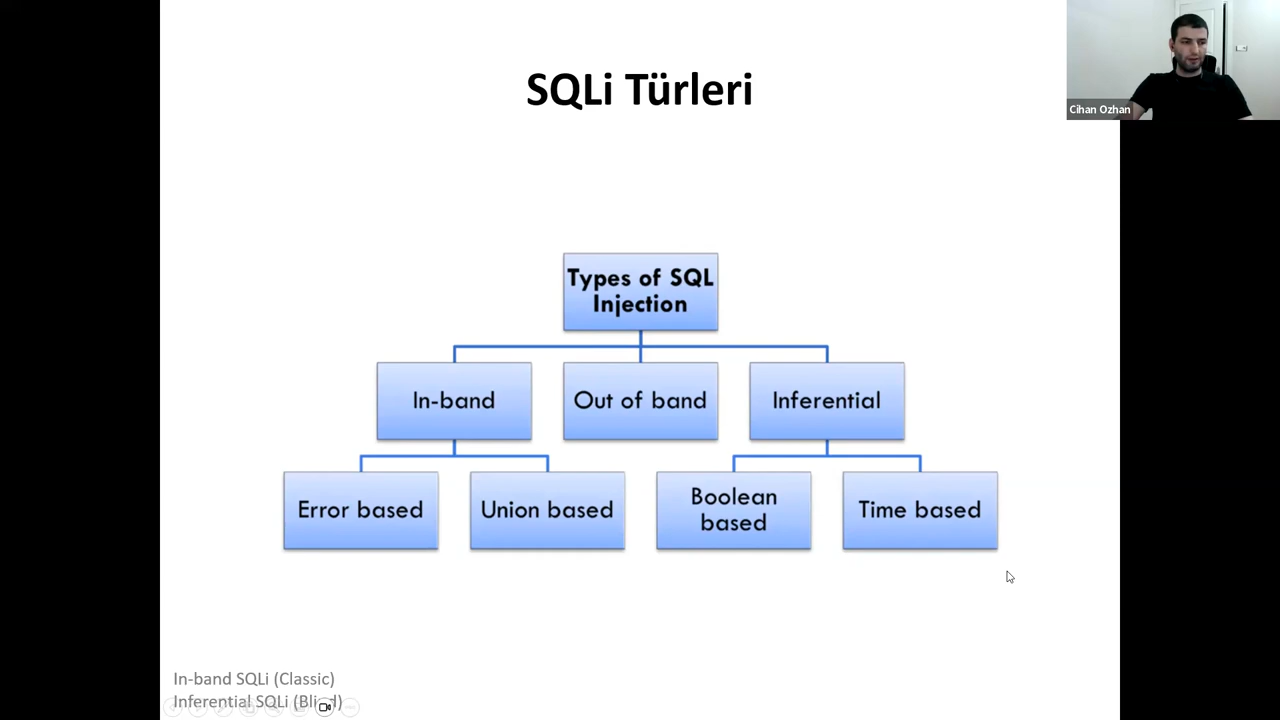 SQLi Türleri
Cihan Ozhan
Types of SQL
Injection
In-band
Out of band
Inferential
Error based
Union based
Boolean
based
Time based
In-band SQLi (Classic)
Inferential SQLi (Blind)